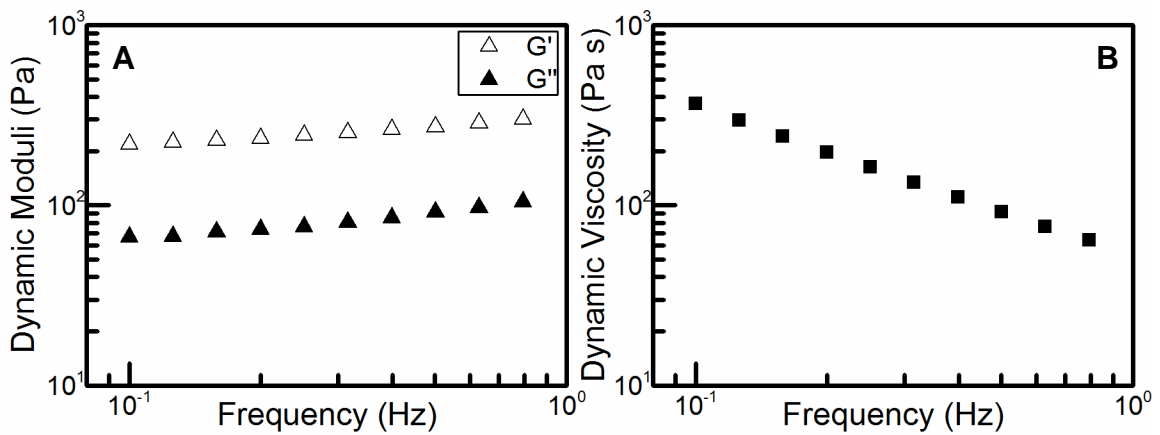 Dynamic Moduli (Pa)
10³
10²
10¹
A
G'
G"
10⁻¹
10⁰
Frequency (Hz)
Dynamic Viscosity (Pa s)
10³
10²
10¹
B
10⁻¹
10⁰
Frequency (Hz)